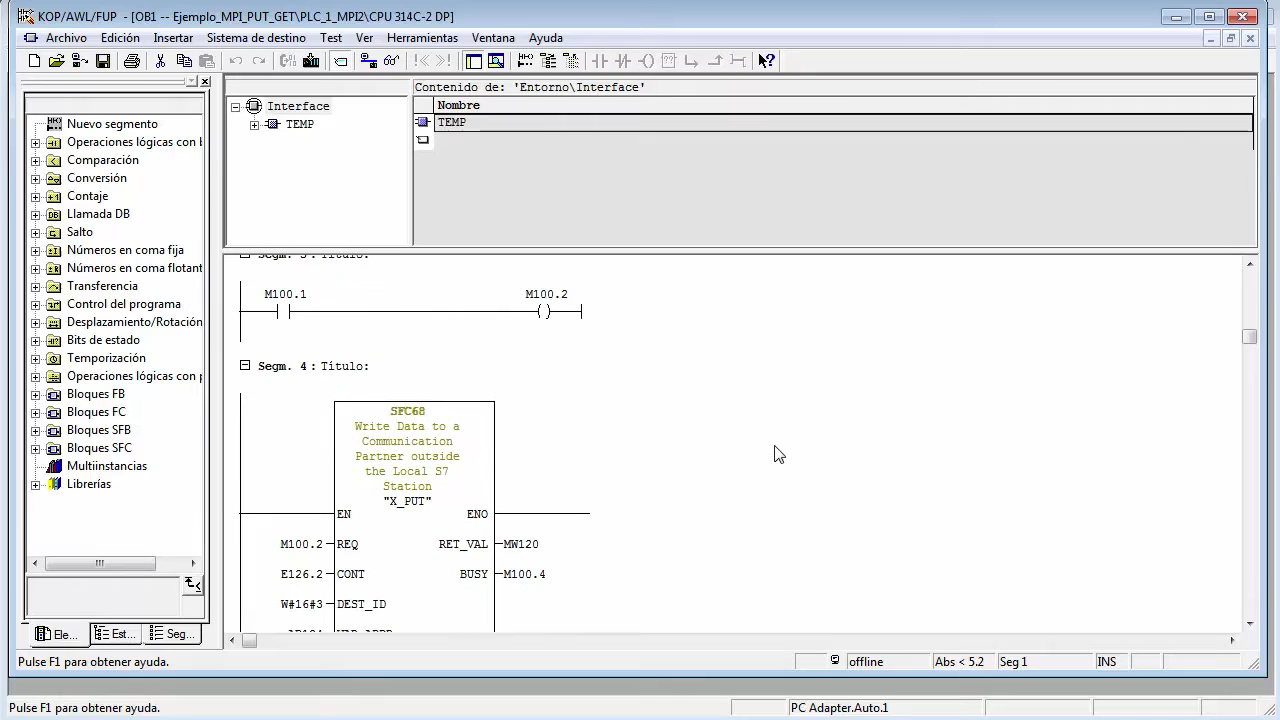 KOP/AWL/FUP - [OB1 -- Ejemplo_MPI_PUT_GET\PLC_1_MPI2\CPU 314C-2 DP]
Archivo Edición Insertar Sistema de destino Test Ver Herramientas Ventana Ayuda
Nuevo segmento
Operaciones lógicas con
Comparación
Conversión
Contaje
Llamada DB
Salto
Números en coma fija
Números en coma flotant
Transferencia
Control del programa
Desplazamiento/Rotación
Bits de estado
Temporización
Operaciones lógicas con
Bloques FB
Bloques FC
Bloques SFB
Bloques SFC
Multiinstancias
Librerías
Ele... Est... Seg...
Interface
TEMP
Contenido de: 'Entorno\Interface'
Nombre
TEMP
Segm. 3 : Título:
M100.1 M100.2
Segm. 4 : Título:
SFC68
Write Data to a
Communication
Partner outside
the Local S7
Station
"X_PUT"
EN ENO
M100.2 REQ RET_VAL MW120
E126.2 CONT BUSY M100.4
W#16#3 DEST_ID
Pulse F1 para obtener ayuda. offline Abs < 5.2 Seg 1 INS
Pulse F1 para obtener ayuda. PC Adapter.Auto.1